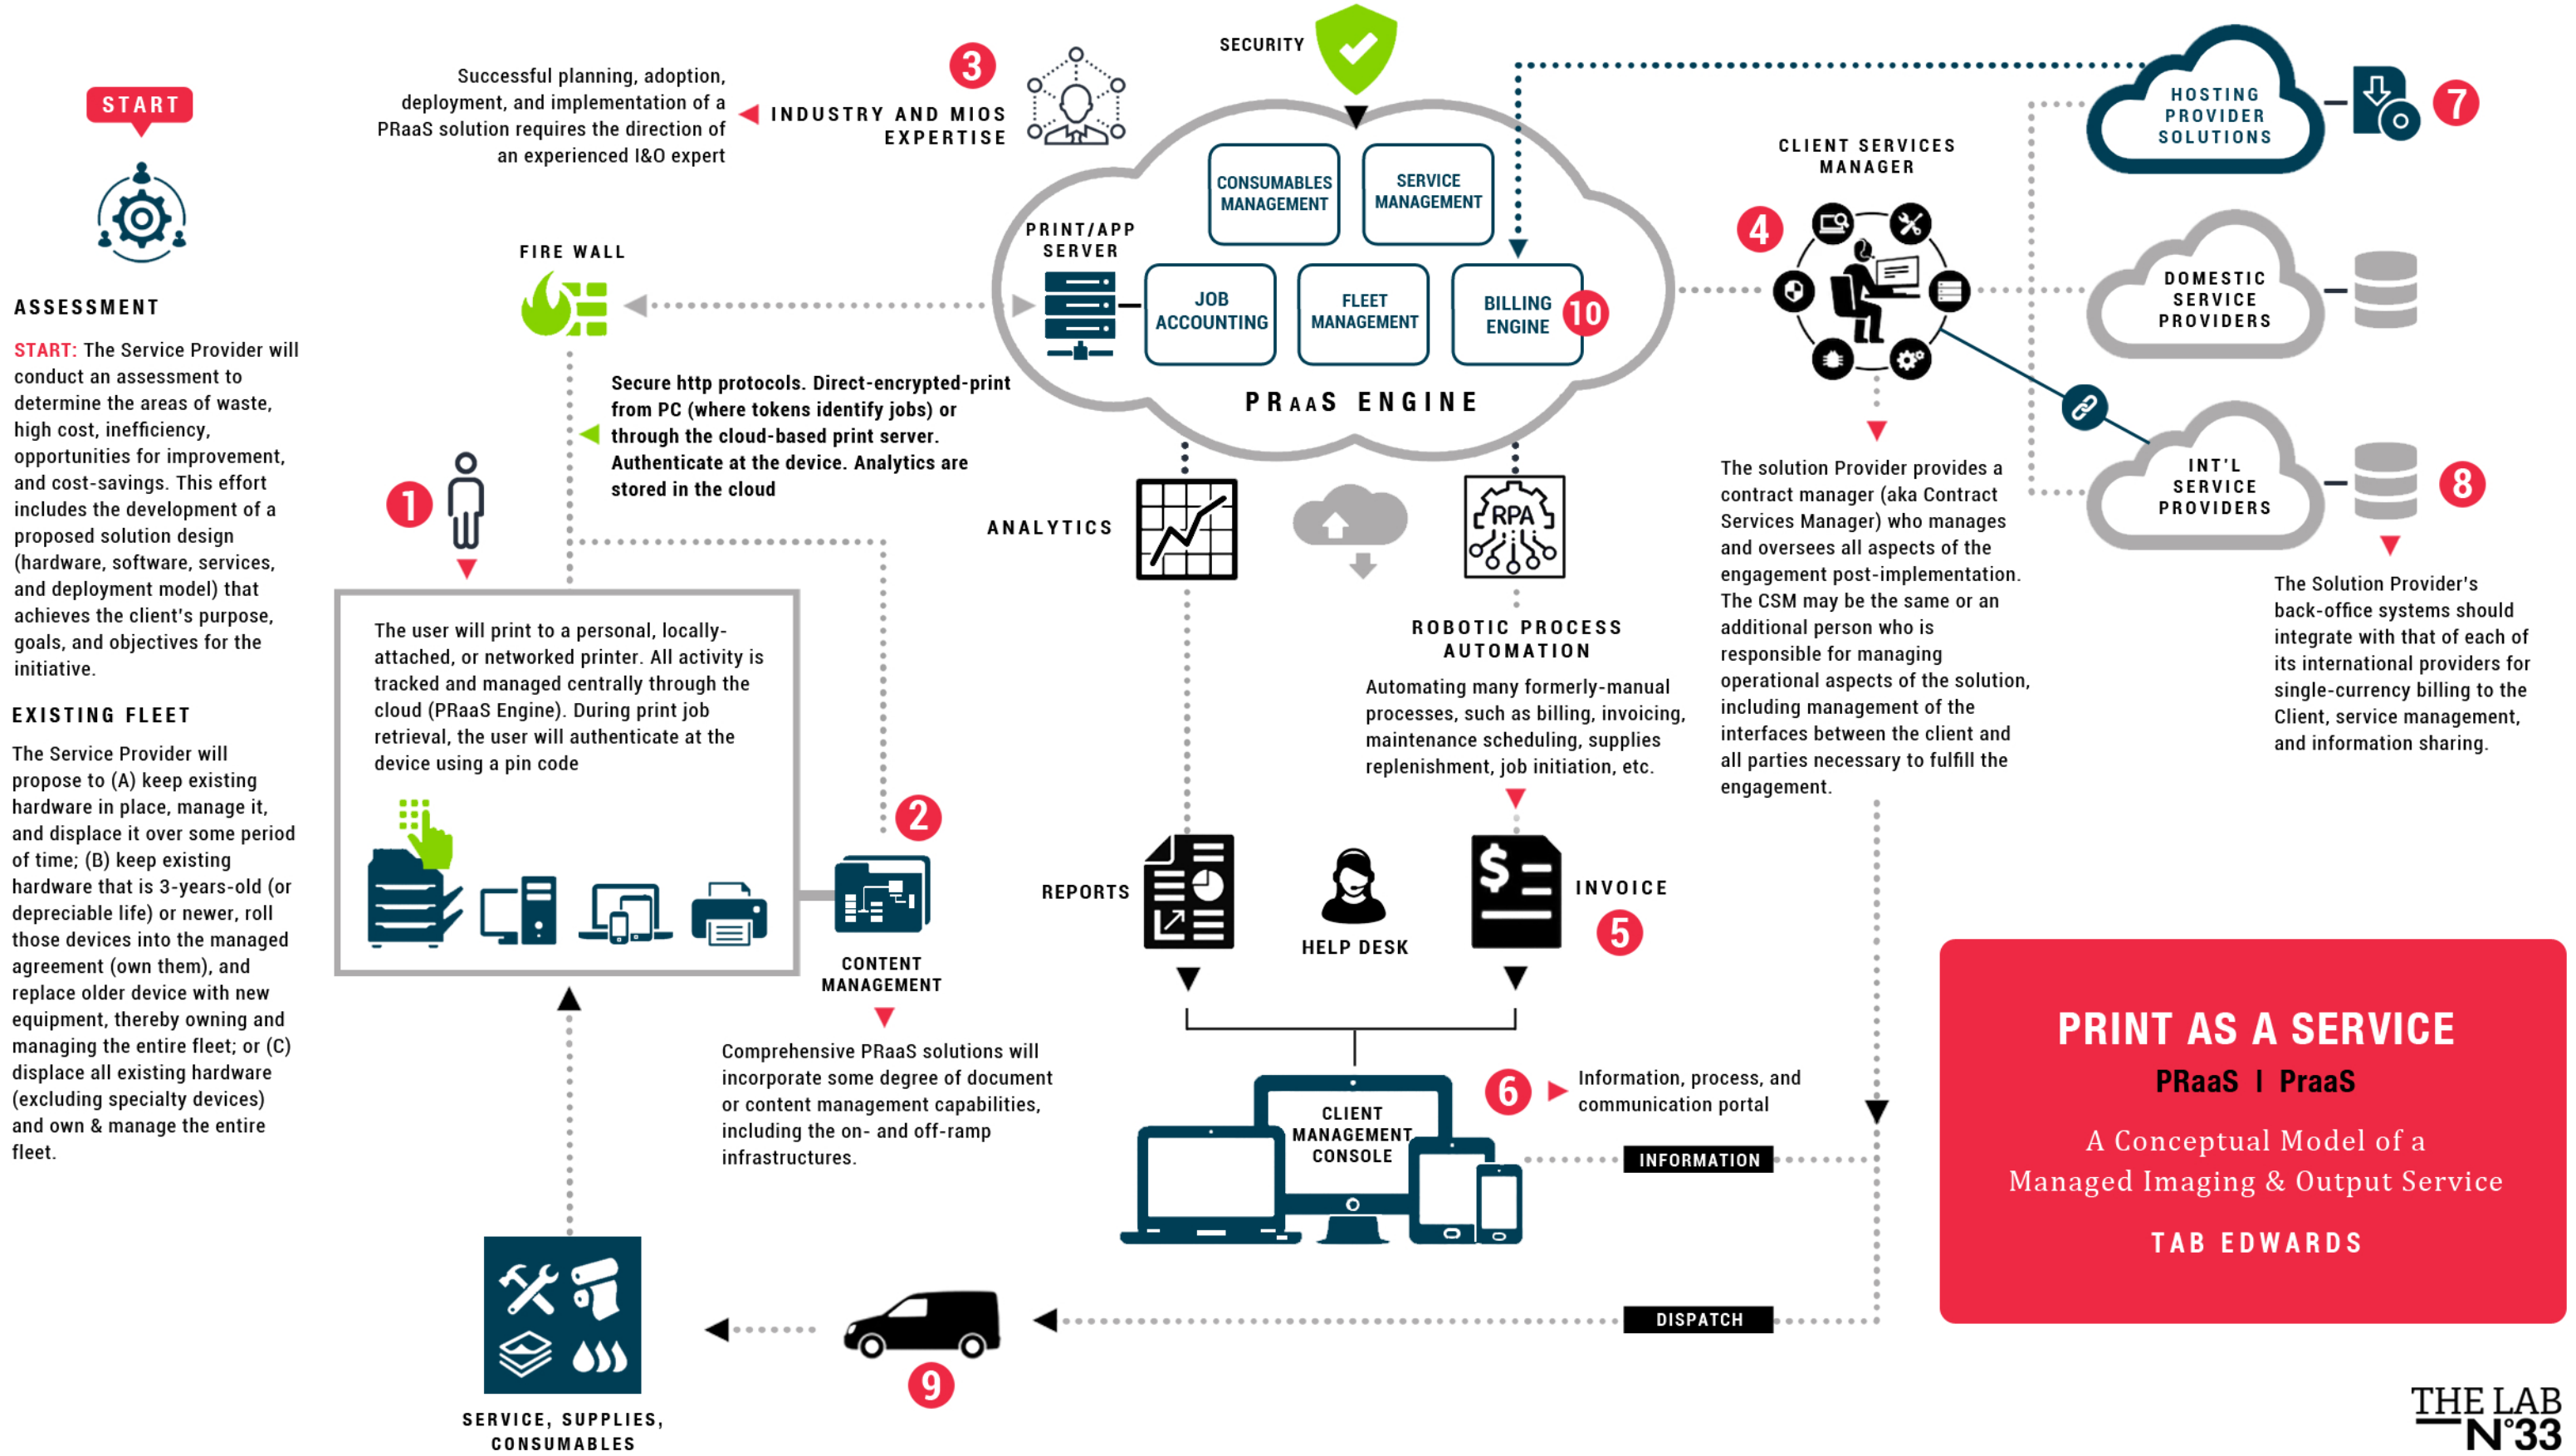 START
ASSESSMENT
START: The Service Provider will
conduct an assessment to
determine the areas of waste,
high cost, inefficiency,
opportunities for improvement,
and cost-savings. This effort
includes the development of a
proposed solution design
(hardware, software, services,
and deployment model) that
achieves the client's purpose,
goals, and objectives for the
initiative.
EXISTING FLEET
The Service Provider will
propose to (A) keep existing
hardware in place, manage it,
and displace it over some period
of time; (B) keep existing
hardware that is 3-years-old (or
depreciable life) or newer, roll
those devices into the managed
agreement (own them), and
replace older device with new
equipment, thereby owning and
managing the entire fleet; or (C)
displace all existing hardware
(excluding specialty devices)
and own & manage the entire
fleet.
Successful planning, adoption,
deployment, and implementation of a
PRaaS solution requires the direction of
an experienced I&O expert
3
INDUSTRY AND MIOS
EXPERTISE
SECURITY
FIRE WALL
Secure http protocols. Direct-encrypted-print
from PC (where tokens identify jobs) or
through the cloud-based print server.
Authenticate at the device. Analytics are
stored in the cloud
PRINT/APP
SERVER
CONSUMABLES
MANAGEMENT
SERVICE
MANAGEMENT
JOB
ACCOUNTING
FLEET
MANAGEMENT
BILLING
ENGINE
10
PRAAS ENGINE
1
The user will print to a personal, locally-
attached, or networked printer. All activity is
tracked and managed centrally through the
cloud (PRaaS Engine). During print job
retrieval, the user will authenticate at the
device using a pin code
2
CONTENT
MANAGEMENT
Comprehensive PRaaS solutions will
incorporate some degree of document
or content management capabilities,
including the on- and off-ramp
infrastructures.
ANALYTICS
RPA
ROBOTIC PROCESS
AUTOMATION
Automating many formerly-manual
processes, such as billing, invoicing,
maintenance scheduling, supplies
replenishment, job initiation, etc.
REPORTS
HELP DESK
$
INVOICE
5
CLIENT
MANAGEMENT
CONSOLE
6
Information, process, and
communication portal
INFORMATION
DISPATCH
9
SERVICE, SUPPLIES,
CONSUMABLES
CLIENT SERVICES
MANAGER
4
The solution Provider provides a
contract manager (aka Contract
Services Manager) who manages
and oversees all aspects of the
engagement post-implementation.
The CSM may be the same or an
additional person who is
responsible for managing
operational aspects of the solution,
including management of the
interfaces between the client and
all parties necessary to fulfill the
engagement.
HOSTING
PROVIDER
SOLUTIONS
7
DOMESTIC
SERVICE
PROVIDERS
INT'L
SERVICE
PROVIDERS
8
The Solution Provider's
back-office systems should
integrate with that of each of
its international providers for
single-currency billing to the
Client, service management,
and information sharing.
PRINT AS A SERVICE
PRaaS | PraaS
A Conceptual Model of a
Managed Imaging & Output Service
TAB EDWARDS
THE LAB
N°33